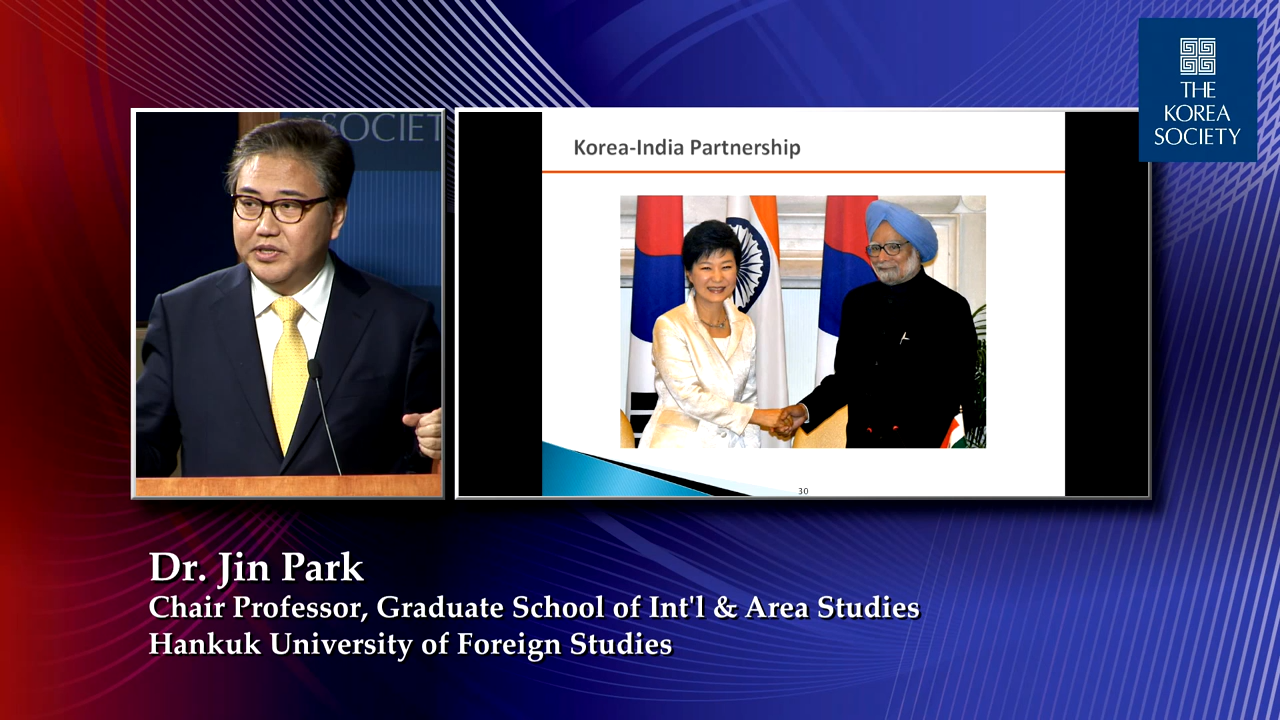 SOCIET
Korea-India Partnership
30
THE
KOREA
SOCIETY
Dr. Jin Park
Chair Professor, Graduate School of Int'l & Area Studies
Hankuk University of Foreign Studies